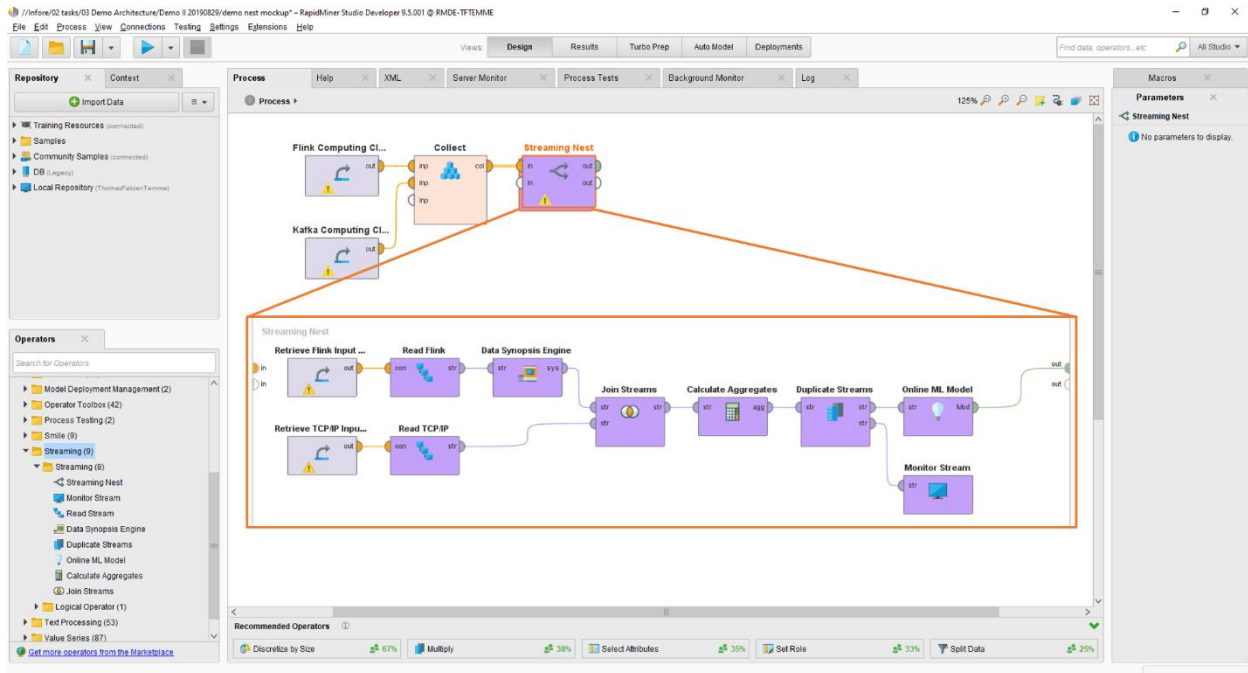 //Infore/02 tasks/03 Demo Architecture/Demo II 20190829/demo nest mockup* – RapidMiner Studio Developer 9.5.001 @ RMDE-TFTEMME
File Edit Process View Connections Testing Settings Extensions Help
Views: Design Results Turbo Prep Auto Model Deployments
Find data, operators...etc All Studio
Repository Context
Import Data
Training Resources (connected)
Samples
Community Samples (connected)
DB (Legacy)
Local Repository (ThomasFabianTemme)
Operators
Search for Operators
Model Deployment Management (2)
Operator Toolbox (42)
Process Testing (2)
Smile (9)
Streaming (9)
Streaming (8)
Streaming Nest
Monitor Stream
Read Stream
Data Synopsis Engine
Duplicate Streams
Online ML Model
Calculate Aggregates
Join Streams
Logical Operator (1)
Text Processing (53)
Value Series (87)
Get more operators from the Marketplace
Process Help XML Server Monitor Process Tests Background Monitor Log
Process
125%
Flink Computing Cl... Collect Streaming Nest
out inp col in out
inp in out
inp
Kafka Computing Cl...
out
Streaming Nest
Retrieve Flink Input ... Read Flink Data Synopsis Engine
in out con str str sys out
in out
Join Streams Calculate Aggregates Duplicate Streams Online ML Model
str str str agg str str str Mod
str str
Retrieve TCP/IP Inpu... Read TCP/IP
out con str
Monitor Stream
str
Recommended Operators
Discretize by Size 67% Multiply 38% Select Attributes 35% Set Role 33% Split Data 25%
Macros
Parameters
Streaming Nest
No parameters to display.